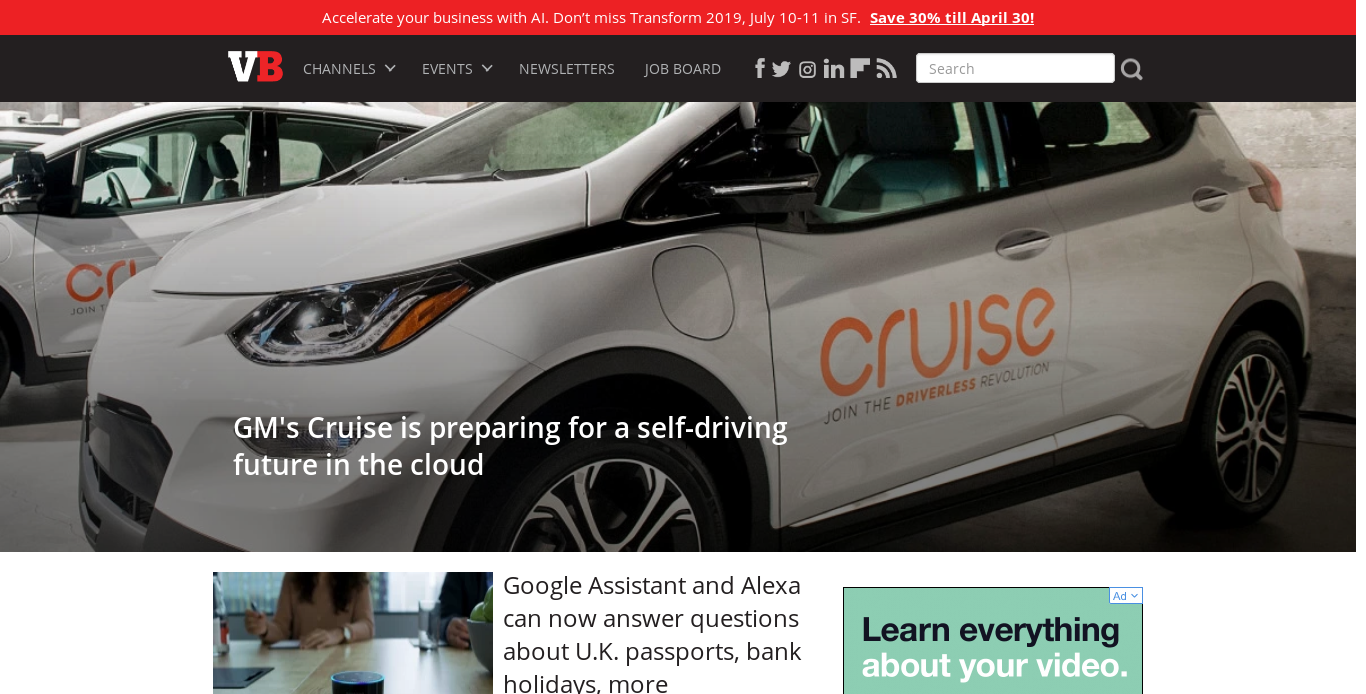 Accelerate your business with AI. Don’t miss Transform 2019, July 10-11 in SF. Save 30% till April 30!
VB CHANNELS EVENTS NEWSLETTERS JOB BOARD Search
cru
JOIN THE
cruise
JOIN THE DRIVERLESS REVOLUTION
GM's Cruise is preparing for a self-driving
future in the cloud
Google Assistant and Alexa
can now answer questions
about U.K. passports, bank
holidays, more
Ad
Learn everything
about your video.